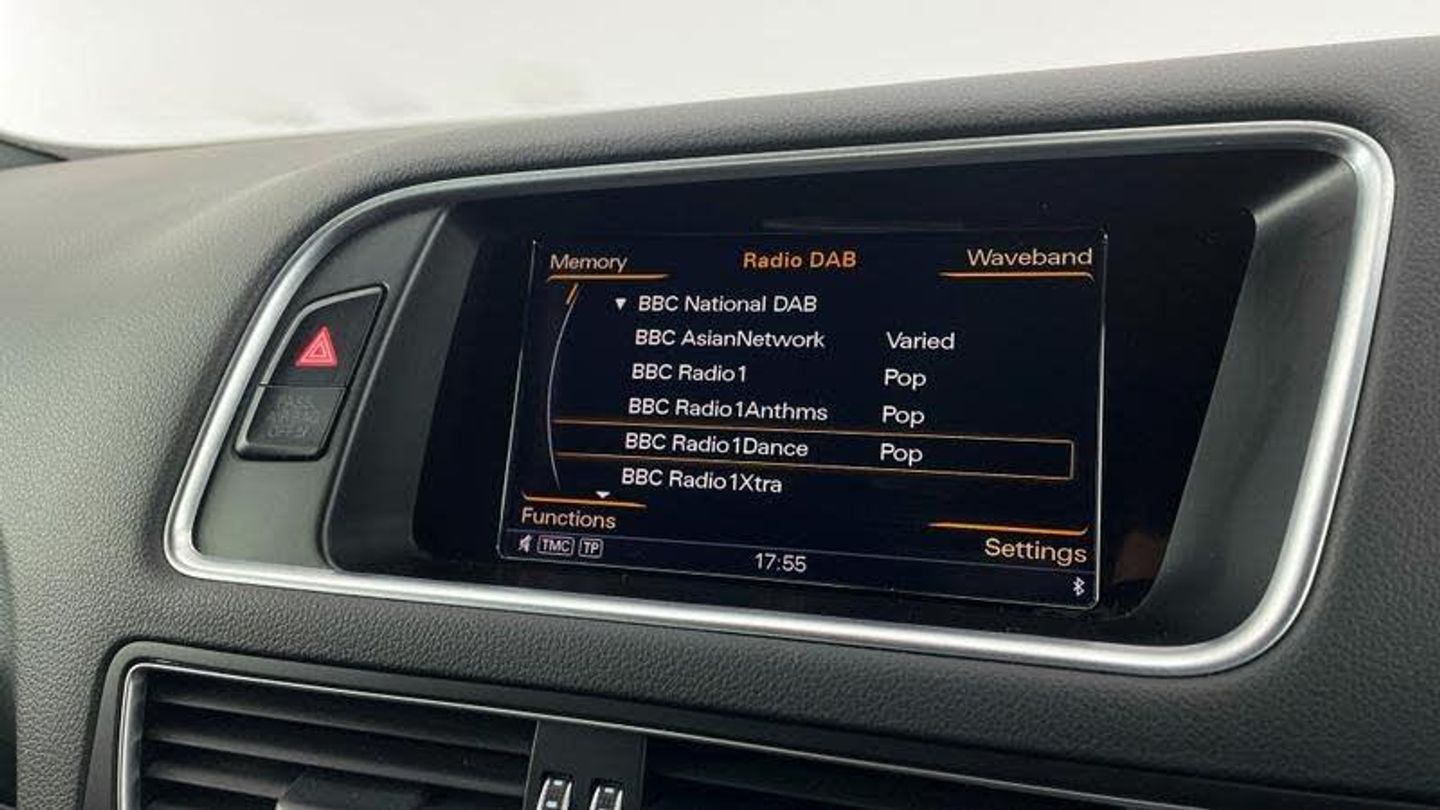 Memory Radio DAB Waveband
BBC National DAB
BBC AsianNetwork Varied
BBC Radio1 Pop
BBC Radio1Anthms Pop
BBC Radio1Dance Pop
BBC Radio1Xtra
Functions Settings
TMC TP 17:55